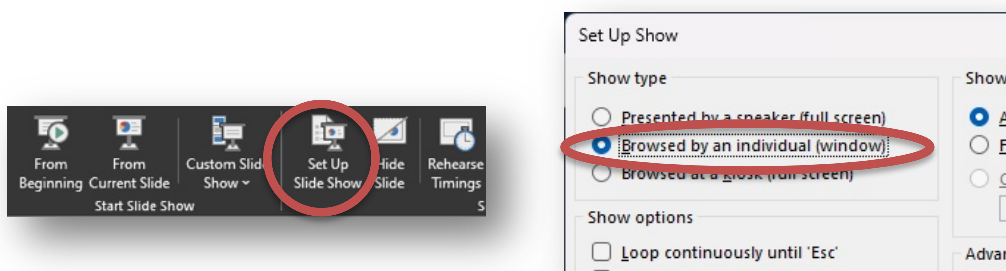 Set Up Show
Show type
Presented by a speaker (full screen)
Browsed by an individual (window)
Browsed at a kiosk (full screen)
Show options
Loop continuously until 'Esc'
Show
A
F
C
Advan
From Beginning
From Current Slide
Custom Slide Show
Set Up Slide Show
Hide Slide
Rehearse Timings
Start Slide Show
S